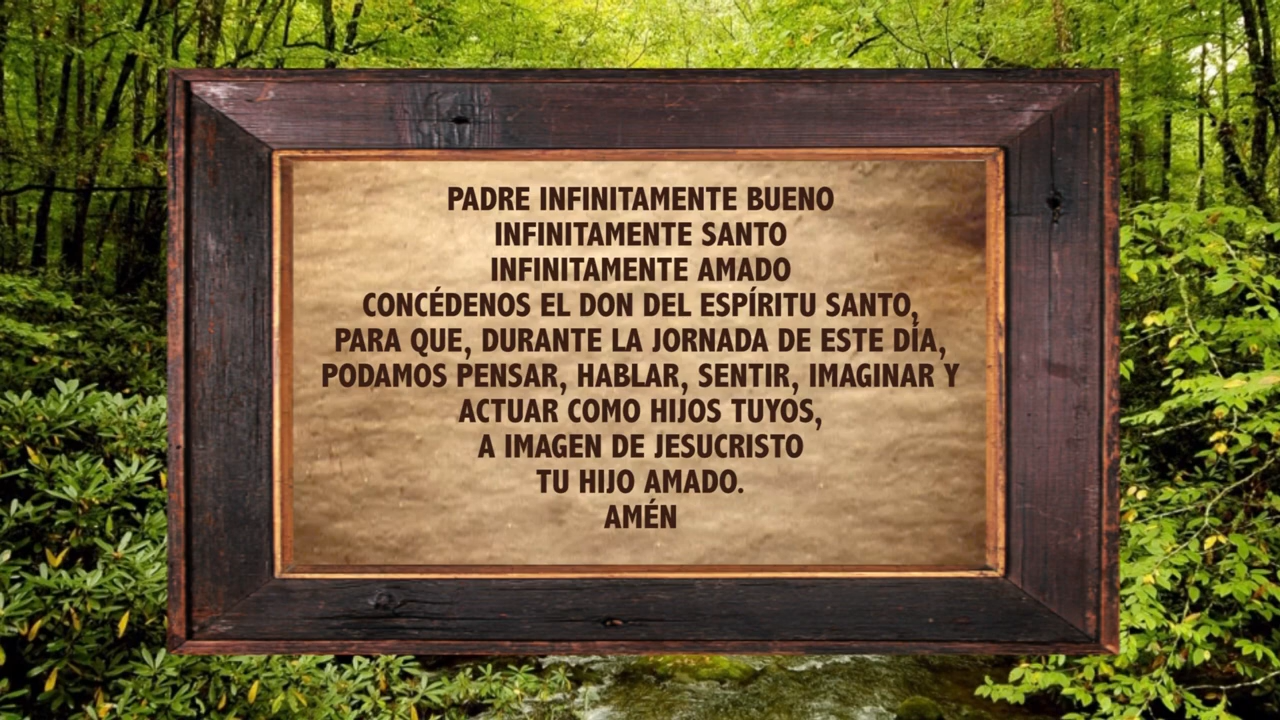 PADRE INFINITAMENTE BUENO
INFINITAMENTE SANTO
INFINITAMENTE AMADO
CONCÉDENOS EL DON DEL ESPÍRITU SANTO,
PARA QUE, DURANTE LA JORNADA DE ESTE DÍA,
PODAMOS PENSAR, HABLAR, SENTIR, IMAGINAR Y
ACTUAR COMO HIJOS TUYOS,
A IMAGEN DE JESUCRISTO
TU HIJO AMADO.
AMÉN